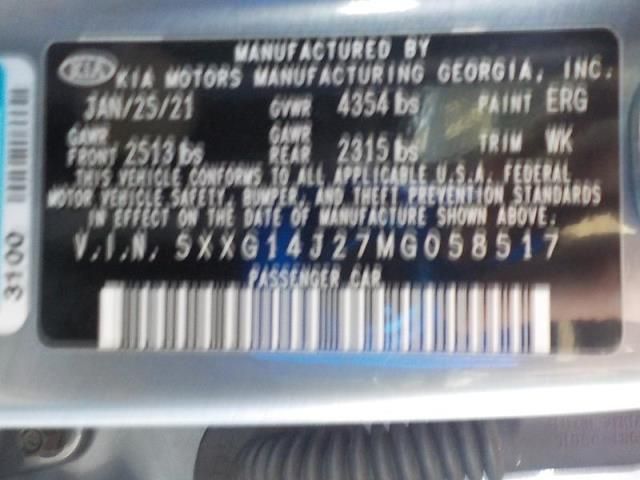 MANUFACTURED BY
KIA KIA MOTORS MANUFACTURING GEORGIA, INC.
JAN/25/21 GVWR 4354 lbs PAINT ERG
GAWR FRONT 2513 lbs GAWR REAR 2315 lbs TRIM WK
THIS VEHICLE CONFORMS TO ALL APPLICABLE U.S.A. FEDERAL
MOTOR VEHICLE SAFETY, BUMPER, AND THEFT PREVENTION STANDARDS
IN EFFECT ON THE DATE OF MANUFACTURE SHOWN ABOVE.
V.I.N. 5XXG14J27MG058517
PASSENGER CAR
3100